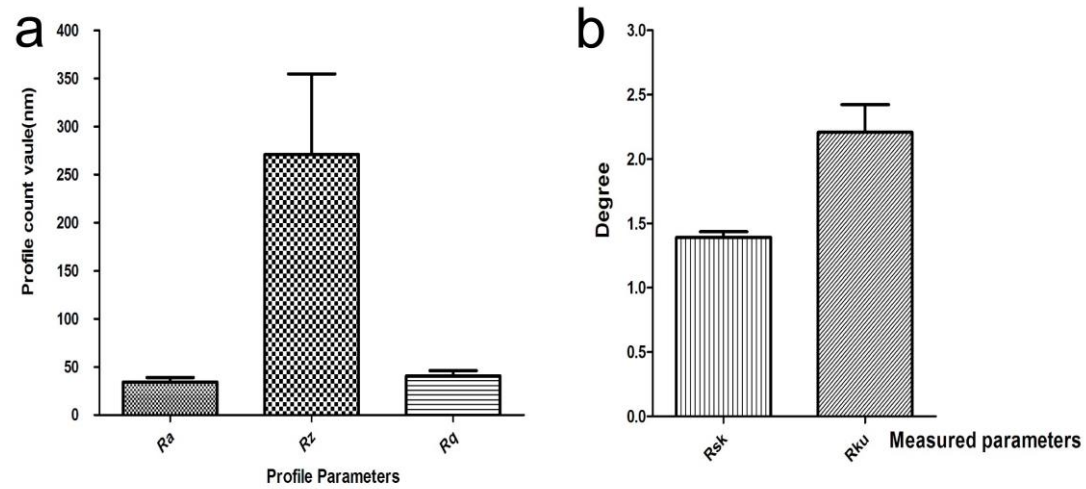 a
Profile count vaule(nm)
400
350
300
250
200
150
100
50
0
Ra
Rz
Rq
Profile Parameters
b
Degree
3.0
2.5
2.0
1.5
1.0
0.5
0.0
Rsk
Rku
Measured parameters